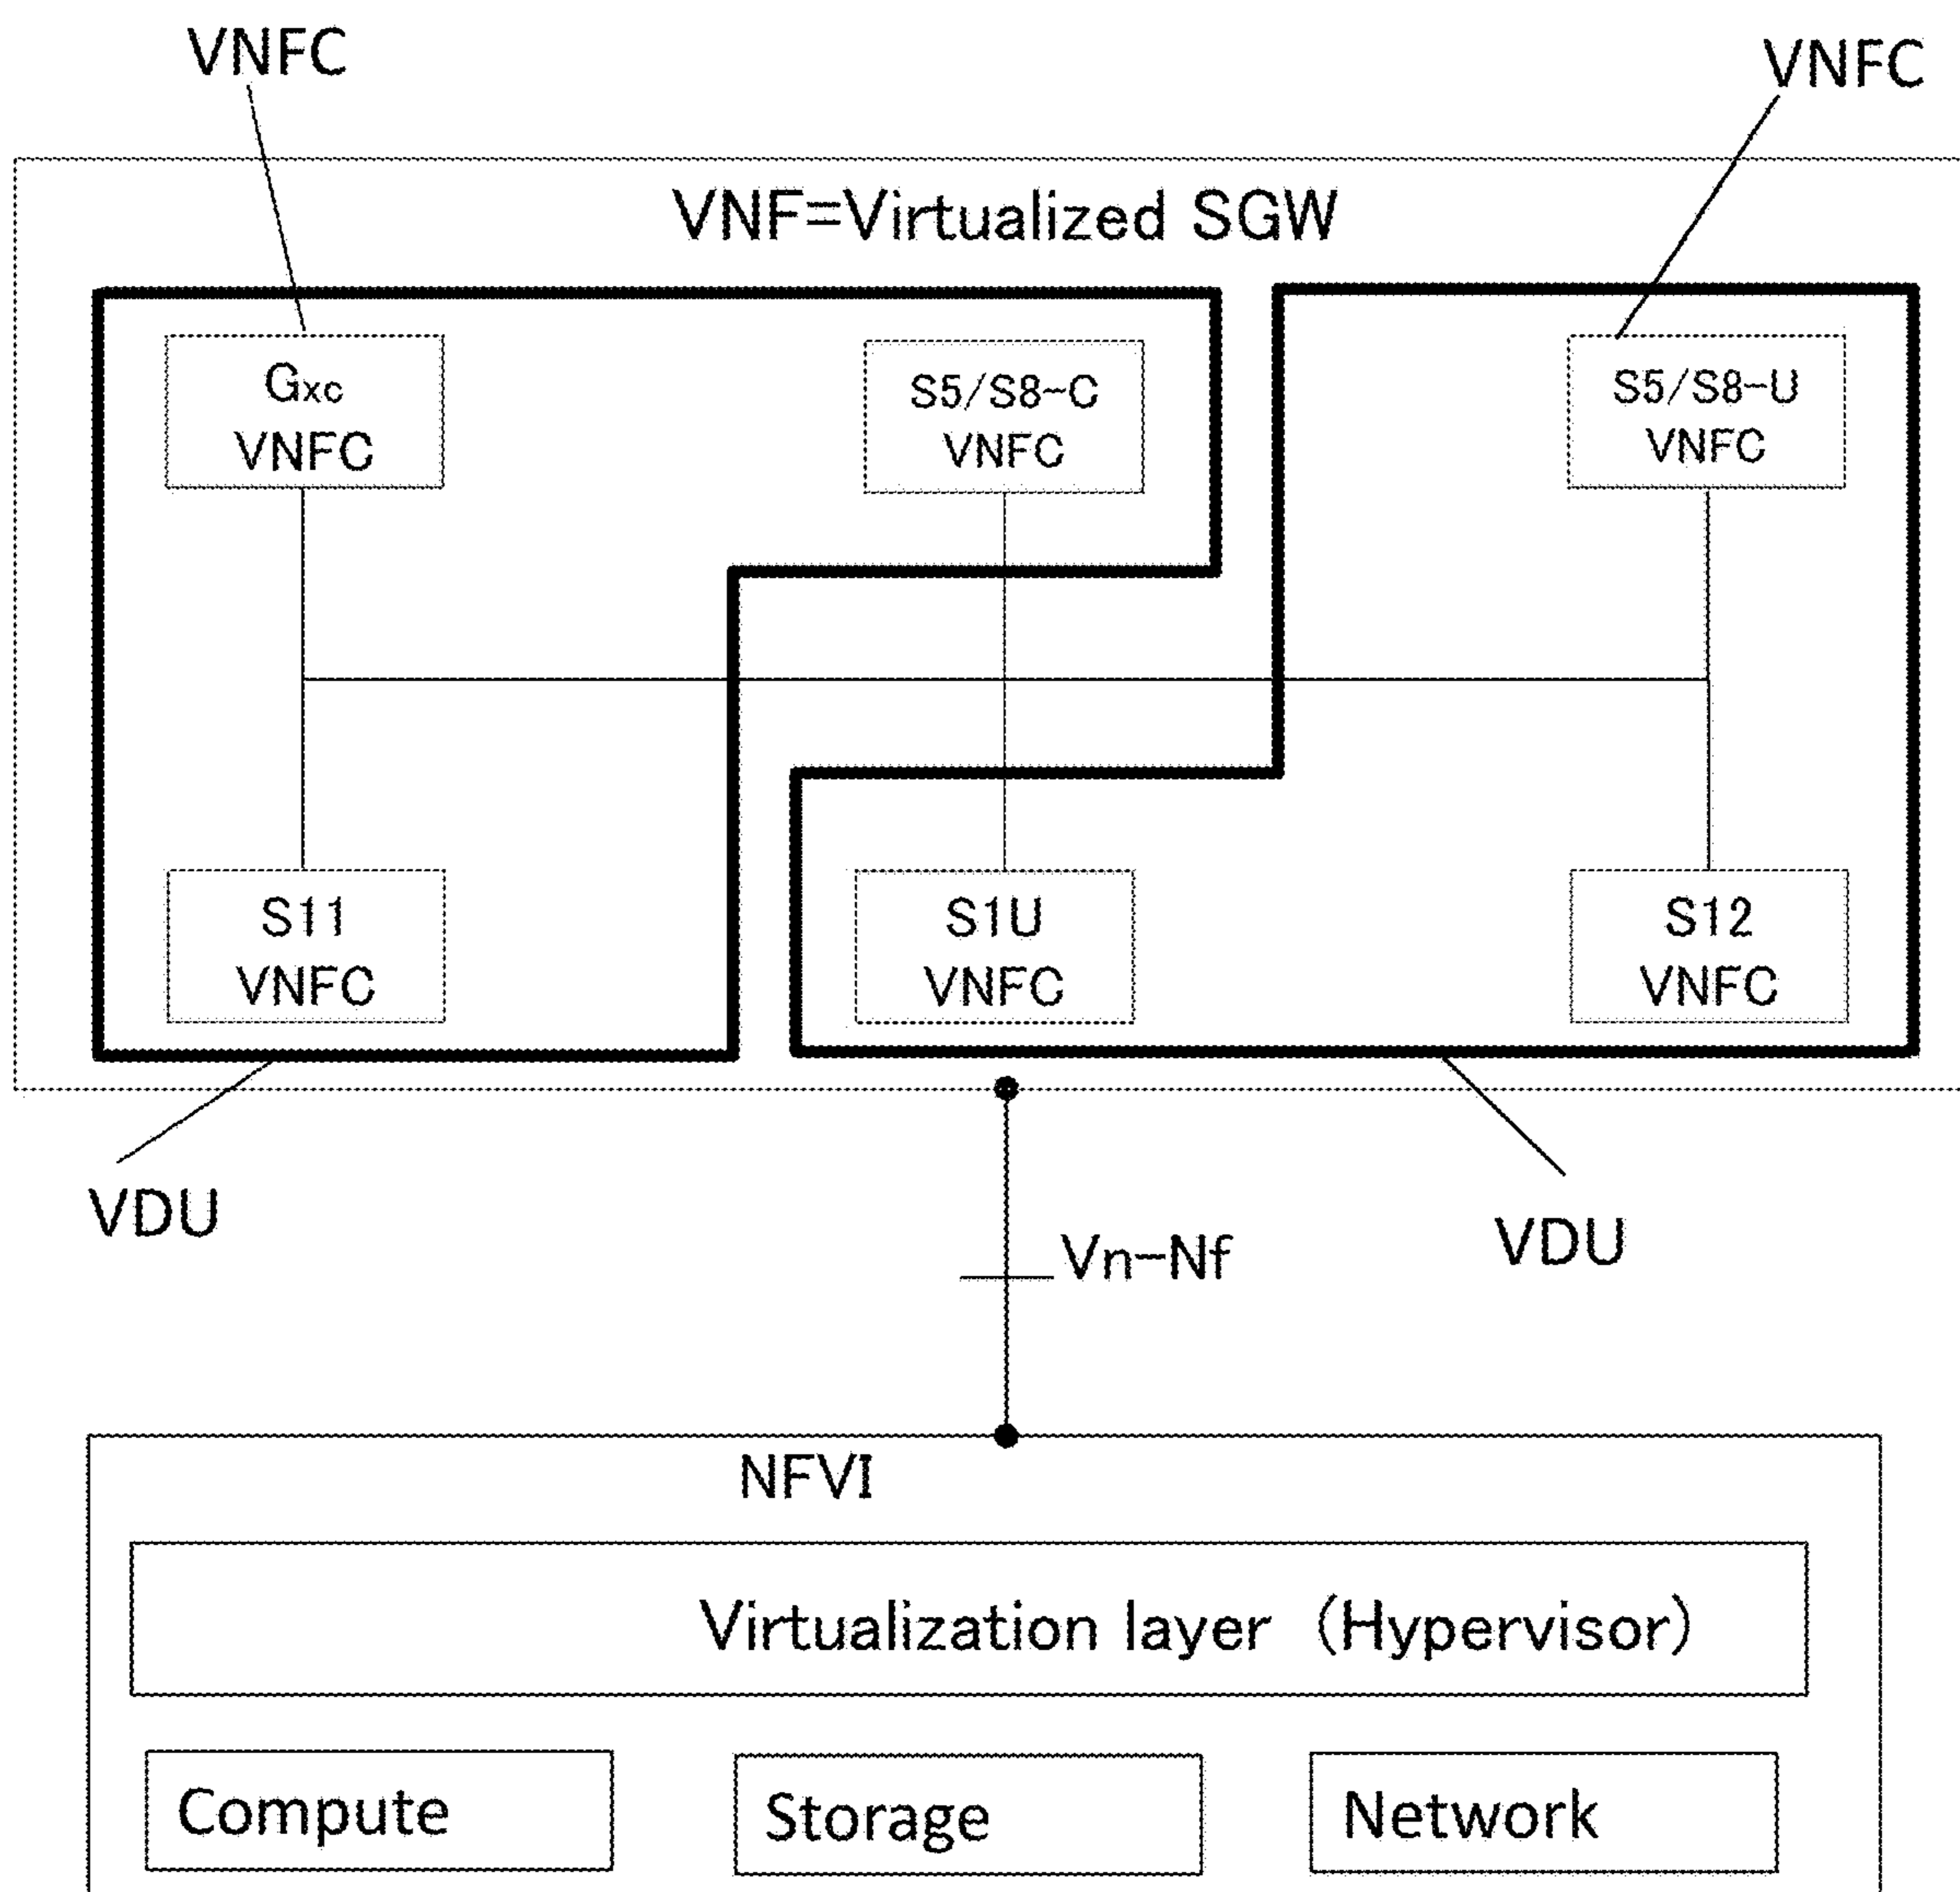 VNFC
VNFC
VNF=Virtualized SGW
Gxc
VNFC
S5/S8-C
VNFC
S5/S8-U
VNFC
S11
VNFC
S1U
VNFC
S12
VNFC
VDU
VDU
Vn-Nf
NFVI
Virtualization layer (Hypervisor)
Compute
Storage
Network